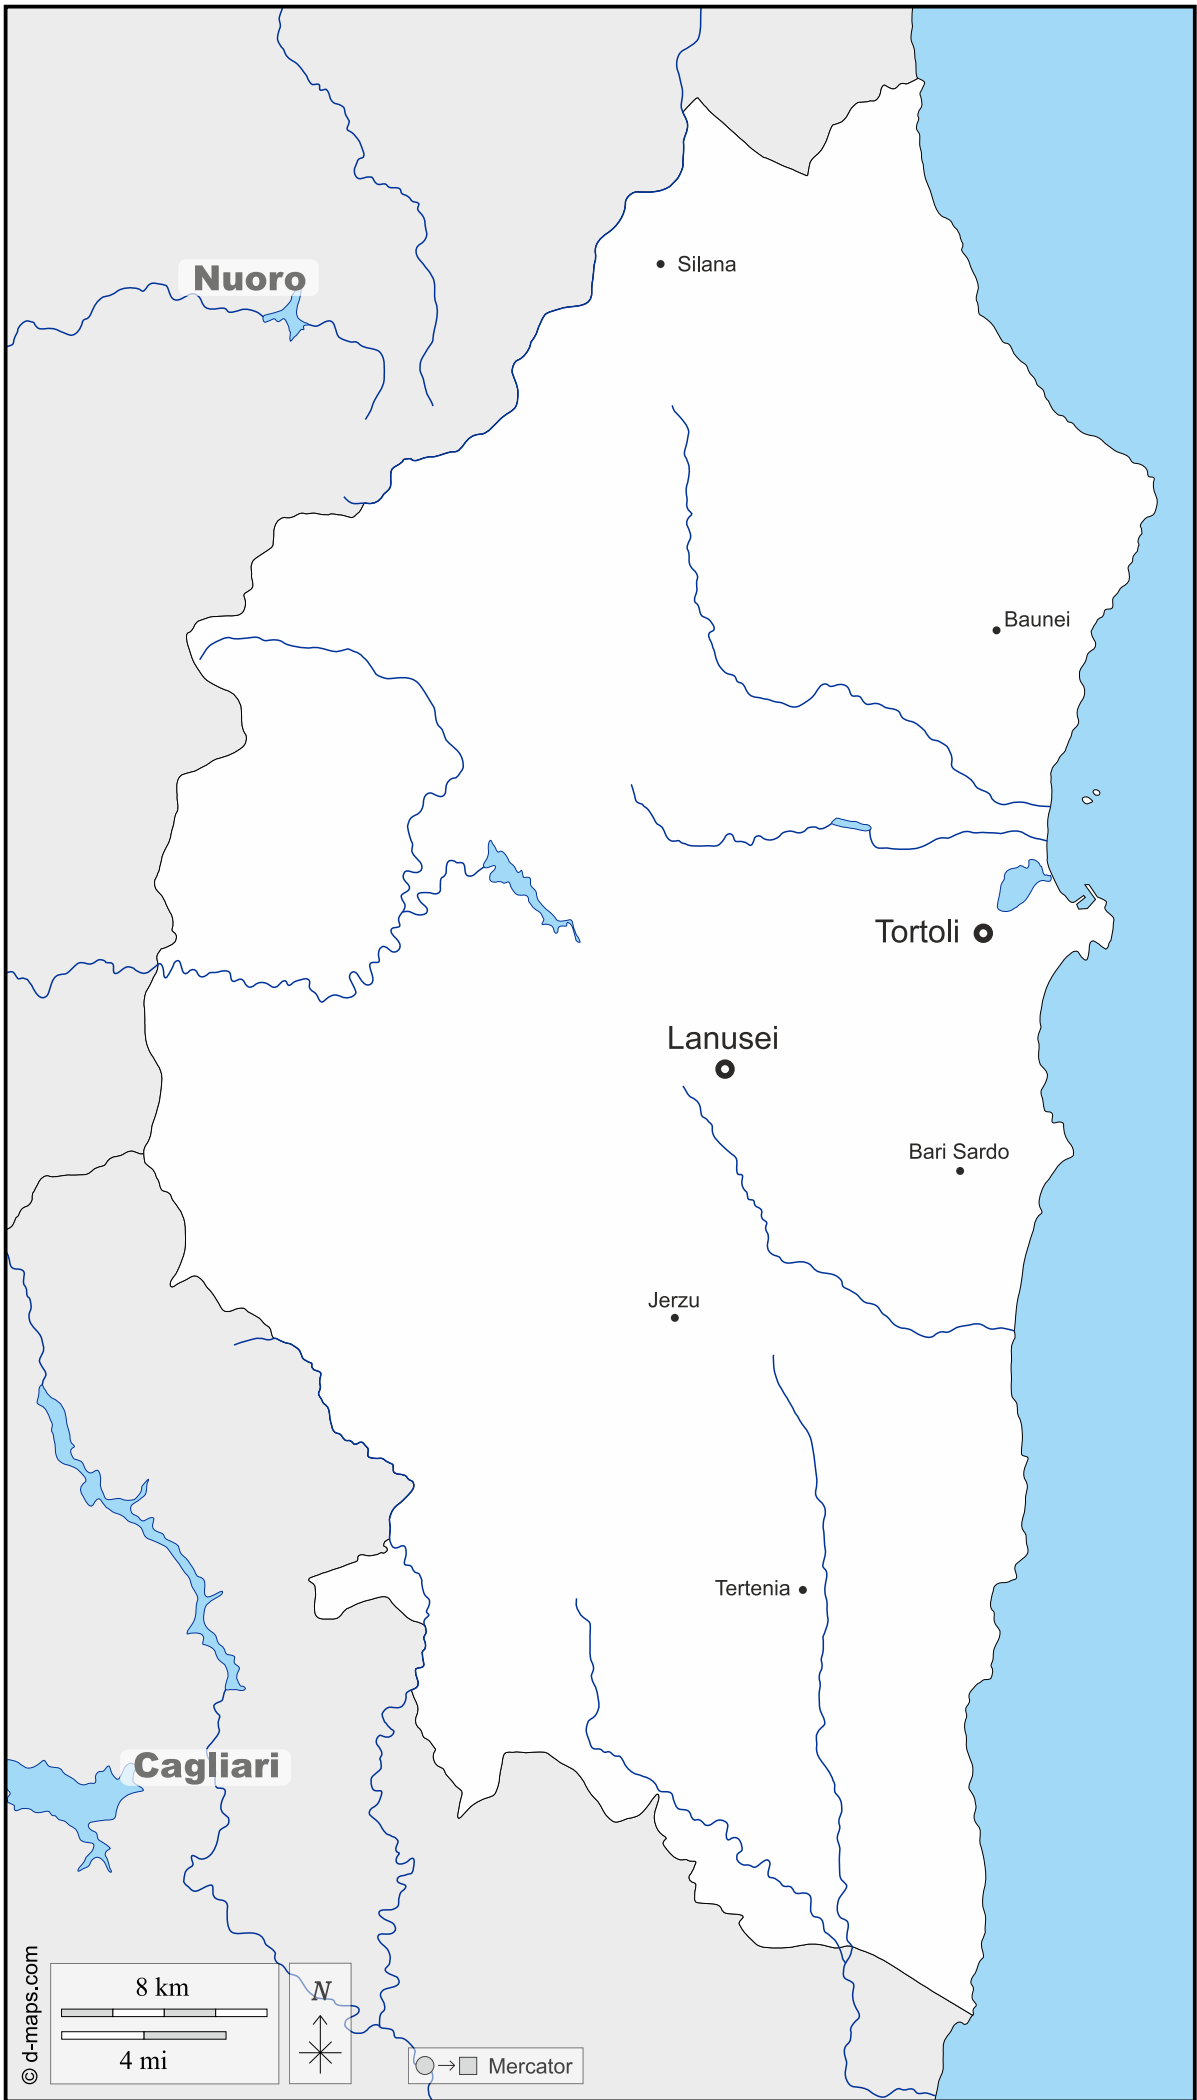 Silana
Nuoro
Baunei
Tortoli
Lanusei
Bari Sardo
Jerzu
Tertenia
Cagliari
© d-maps.com
8 km
4 mi
N
Mercator